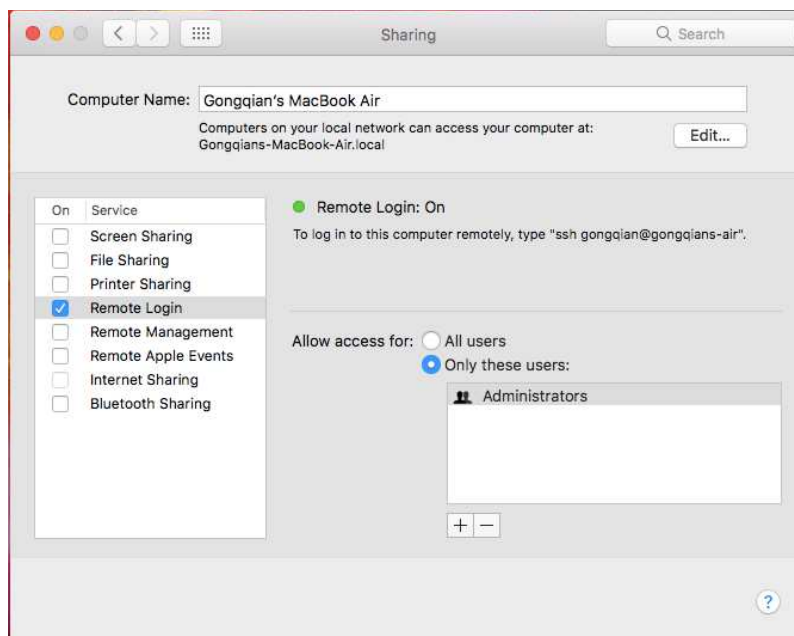 Sharing
Search
Computer Name: Gongqian's MacBook Air
Computers on your local network can access your computer at:
Gongqians-MacBook-Air.local
Edit...
On Service
Screen Sharing
File Sharing
Printer Sharing
Remote Login
Remote Management
Remote Apple Events
Internet Sharing
Bluetooth Sharing
Remote Login: On
To log in to this computer remotely, type "ssh gongqian@gongqians-air".
Allow access for: All users
Only these users:
Administrators
+ −
?